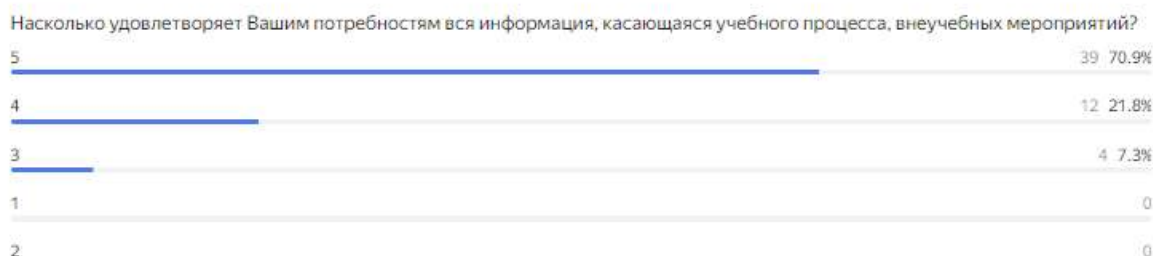 Насколько удовлетворяет Вашим потребностям вся информация, касающаяся учебного процесса, внеучебных мероприятий?
5 39 70.9%
4 12 21.8%
3 4 7.3%
1 0
2 0